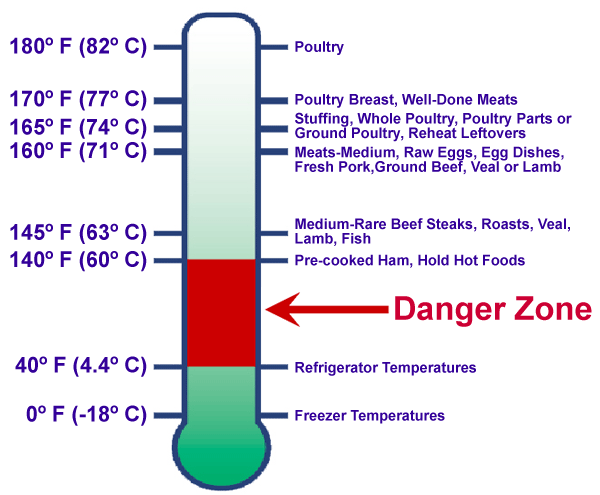 180º F (82º C) Poultry
170º F (77º C) Poultry Breast, Well-Done Meats
165º F (74º C) Stuffing, Whole Poultry, Poultry Parts or
Ground Poultry, Reheat Leftovers
160º F (71º C) Meats-Medium, Raw Eggs, Egg Dishes,
Fresh Pork,Ground Beef, Veal or Lamb
145º F (63º C) Medium-Rare Beef Steaks, Roasts, Veal,
Lamb, Fish
140º F (60º C) Pre-cooked Ham, Hold Hot Foods
Danger Zone
40º F (4.4º C) Refrigerator Temperatures
0º F (-18º C) Freezer Temperatures